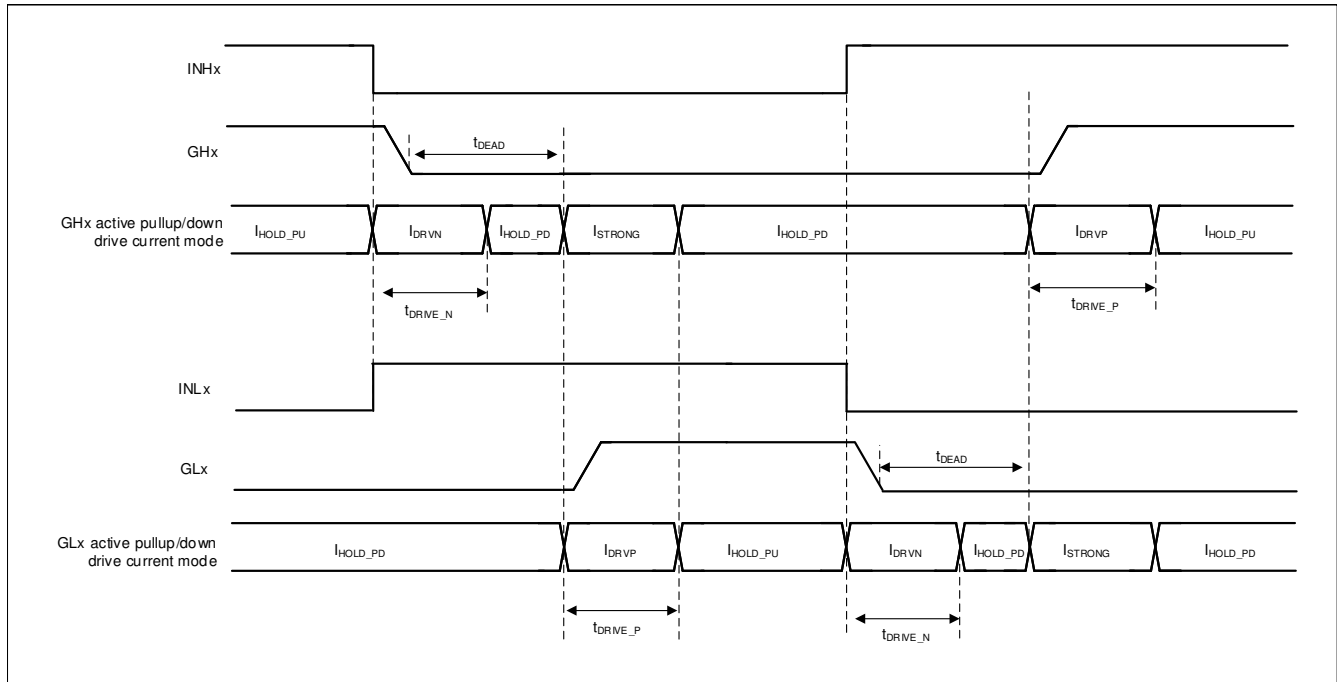 INHx
GHx
tDEAD
GHx active pullup/down
drive current mode
IHOLD_PU
IDRVN
IHOLD_PD
ISTRONG
IHOLD_PD
IDRVP
IHOLD_PU
tDRIVE_N
tDRIVE_P
INLx
GLx
tDEAD
GLx active pullup/down
drive current mode
IHOLD_PD
IDRVP
IHOLD_PU
IDRVN
IHOLD_PD
ISTRONG
IHOLD_PD
tDRIVE_P
tDRIVE_N